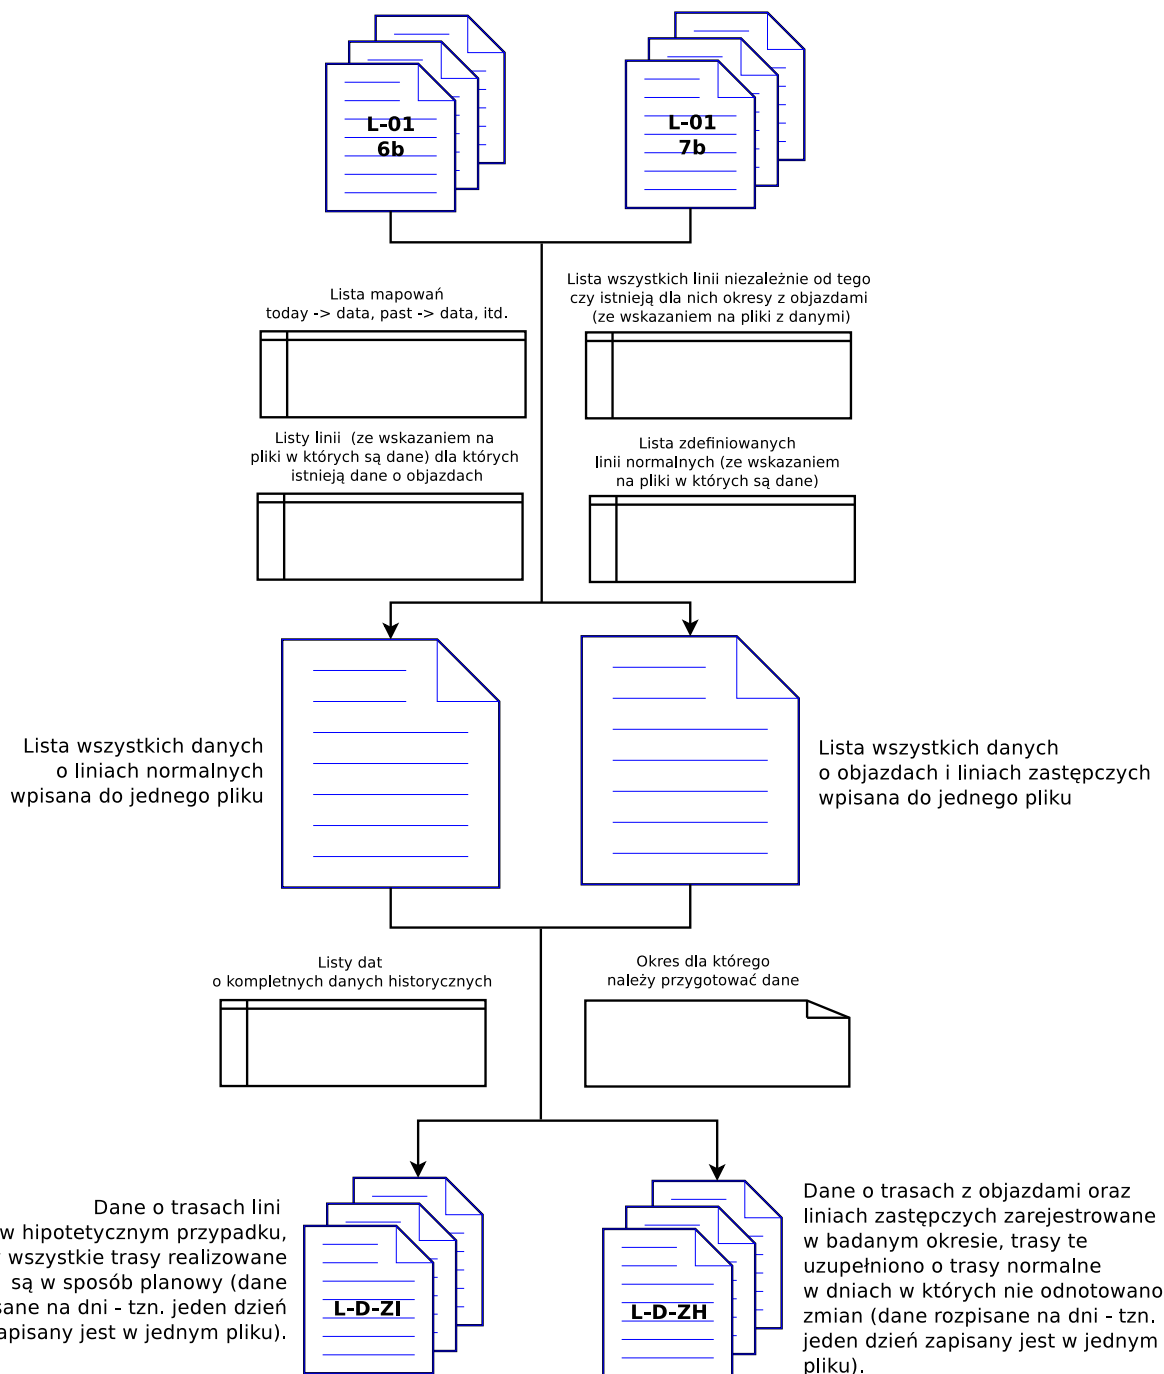 L-01
6b
L-01
7b
Lista mapowań
today -> data, past -> data, itd.
Lista wszystkich linii niezależnie od tego
czy istnieją dla nich okresy z objazdami
(ze wskazaniem na pliki z danymi)
Listy linii (ze wskazaniem na
pliki w których są dane) dla których
istnieją dane o objazdach
Lista zdefiniowanych
linii normalnych (ze wskazaniem
na pliki w których są dane)
Lista wszystkich danych
o liniach normalnych
wpisana do jednego pliku
Lista wszystkich danych
o objazdach i liniach zastępczych
wpisana do jednego pliku
Listy dat
o kompletnych danych historycznych
Okres dla którego
należy przygotować dane
Dane o trasach lini
w hipotetycznym przypadku,
wszystkie trasy realizowane
są w sposób planowy (dane
sane na dni - tzn. jeden dzień
apisany jest w jednym pliku).
L-D-ZI
L-D-ZH
Dane o trasach z objazdami oraz
liniach zastępczych zarejestrowane
w badanym okresie, trasy te
uzupełniono o trasy normalne
w dniach w których nie odnotowano
zmian (dane rozpisane na dni - tzn.
jeden dzień zapisany jest w jednym
pliku).